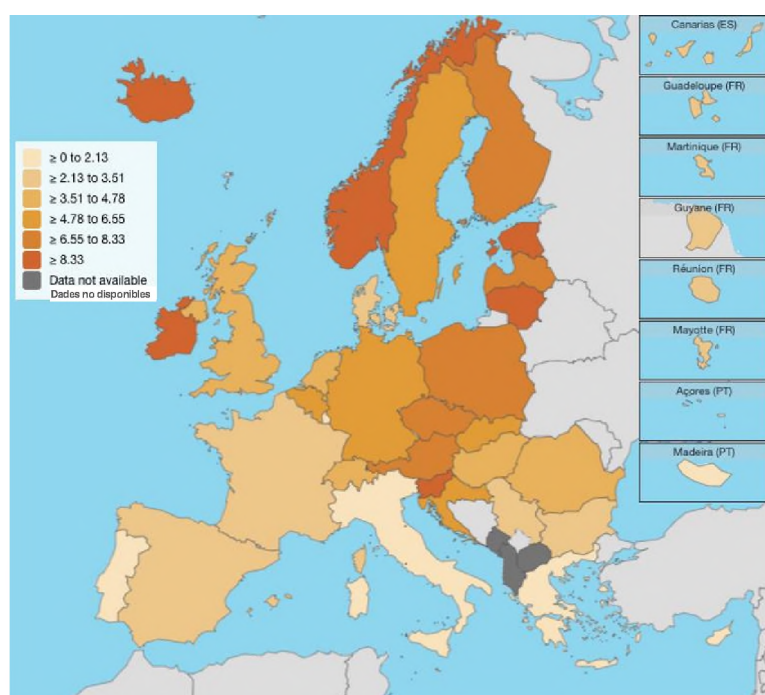 Canarias (ES)
Guadeloupe (FR)
Martinique (FR)
Guyane (FR)
Réunion (FR)
Mayotte (FR)
Açores (PT)
Madeira (PT)
≥ 0 to 2.13
≥ 2.13 to 3.51
≥ 3.51 to 4.78
≥ 4.78 to 6.55
≥ 6.55 to 8.33
≥ 8.33
Data not available
Dades no disponibles